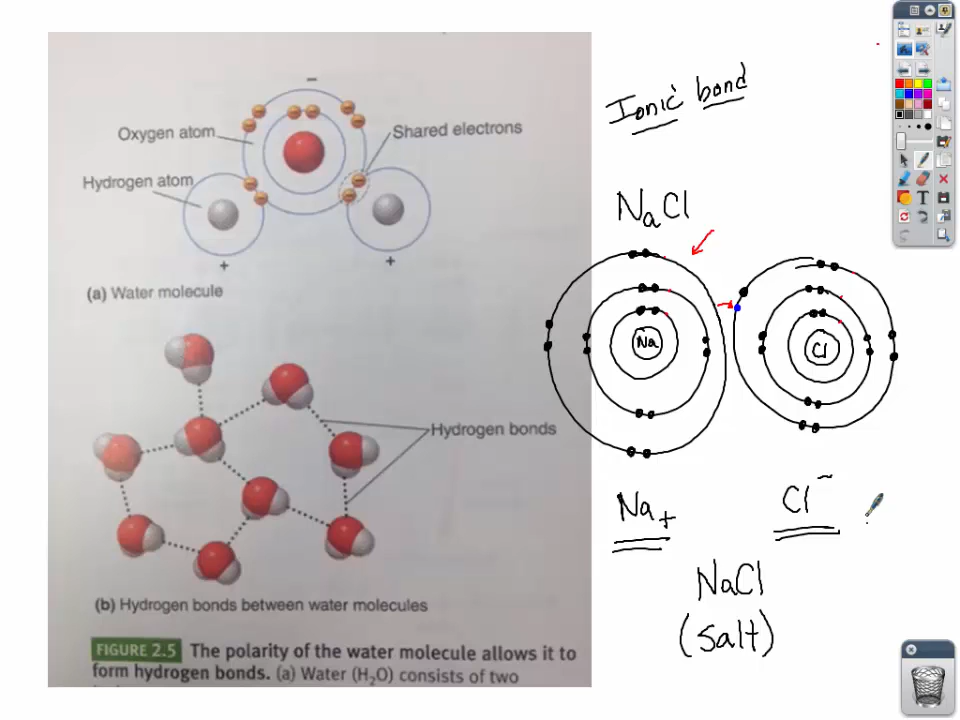 −
Oxygen atom
Shared electrons
Hydrogen atom
+
+
(a) Water molecule
Hydrogen bonds
(b) Hydrogen bonds between water molecules
FIGURE 2.5 The polarity of the water molecule allows it to
form hydrogen bonds. (a) Water (H₂O) consists of two
Ionic bond
NaCl
Na
Cl
Na+
Cl⁻
NaCl
(Salt)
T